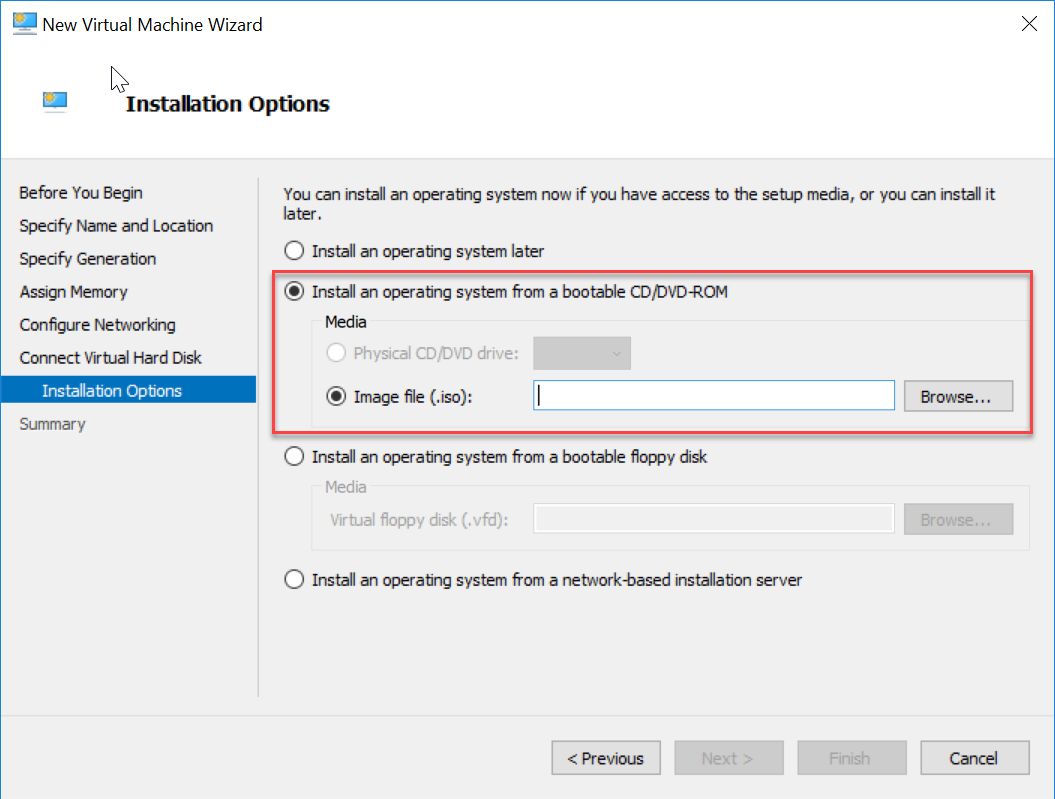 New Virtual Machine Wizard
Installation Options
Before You Begin
Specify Name and Location
Specify Generation
Assign Memory
Configure Networking
Connect Virtual Hard Disk
Installation Options
Summary
You can install an operating system now if you have access to the setup media, or you can install it
later.
Install an operating system later
Install an operating system from a bootable CD/DVD-ROM
Media
Physical CD/DVD drive:
Image file (.iso):
Browse...
Install an operating system from a bootable floppy disk
Media
Virtual floppy disk (.vfd):
Browse...
Install an operating system from a network-based installation server
< Previous
Next >
Finish
Cancel